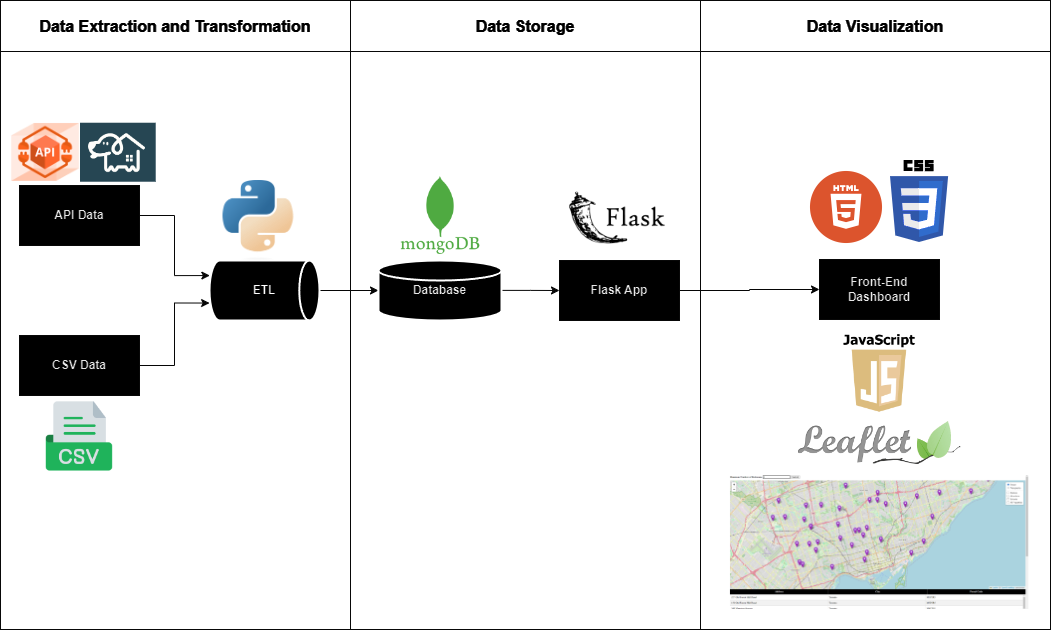 Data Extraction and Transformation
Data Storage
Data Visualization
API
API Data
ETL
CSV Data
CSV
mongoDB
Database
Flask
Flask App
HTML
5
CSS
3
Front-End
Dashboard
JavaScript
JS
Leaflet